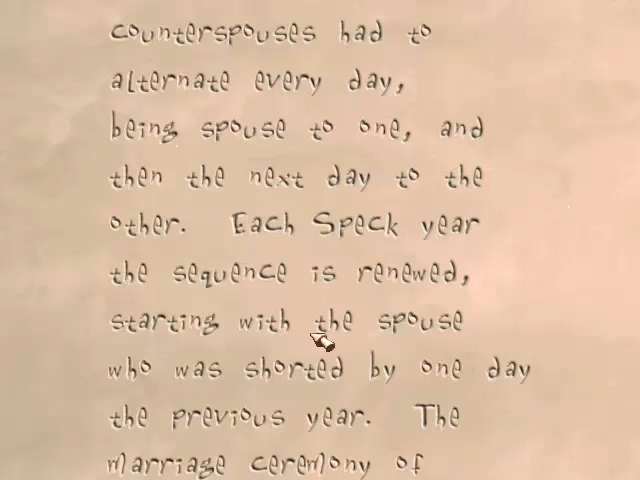 counterspouses had to
alternate every day,
being spouse to one, and
then the next day to the
other.  Each Speck year
the sequence is renewed,
starting with the spouse
who was shorted by one day
the previous year.  The
marriage ceremony of